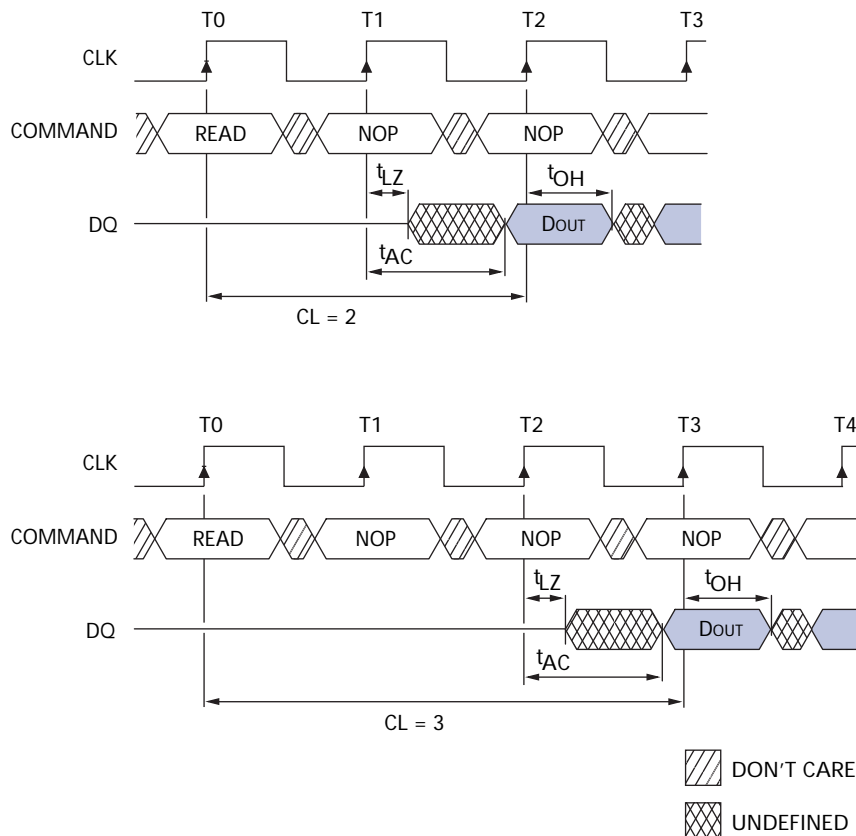 T0 T1 T2 T3
CLK
COMMAND READ NOP NOP
tLZ tOH
DQ DOUT
tAC
CL = 2
T0 T1 T2 T3 T4
CLK
COMMAND READ NOP NOP NOP
tLZ tOH
DQ DOUT
tAC
CL = 3
DON'T CARE
UNDEFINED